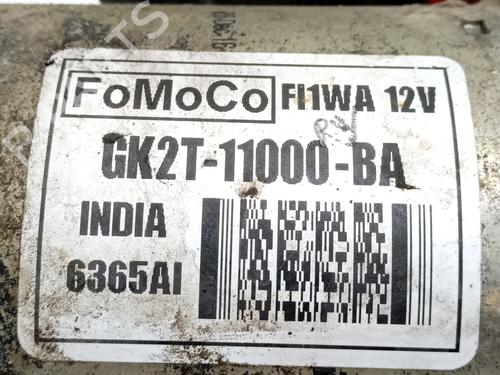 FoMoCo FI1WA 12V
GK2T-11000-BA
INDIA
6365AI